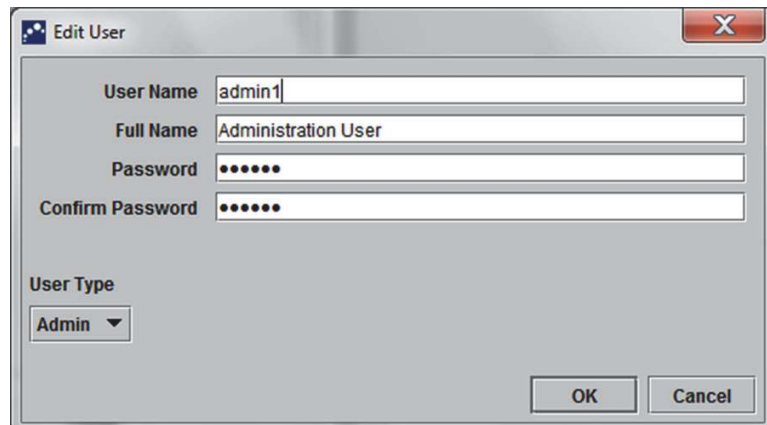 Edit User
X
User Name admin1
Full Name Administration User
Password ••••••
Confirm Password ••••••
User Type
Admin
OK Cancel